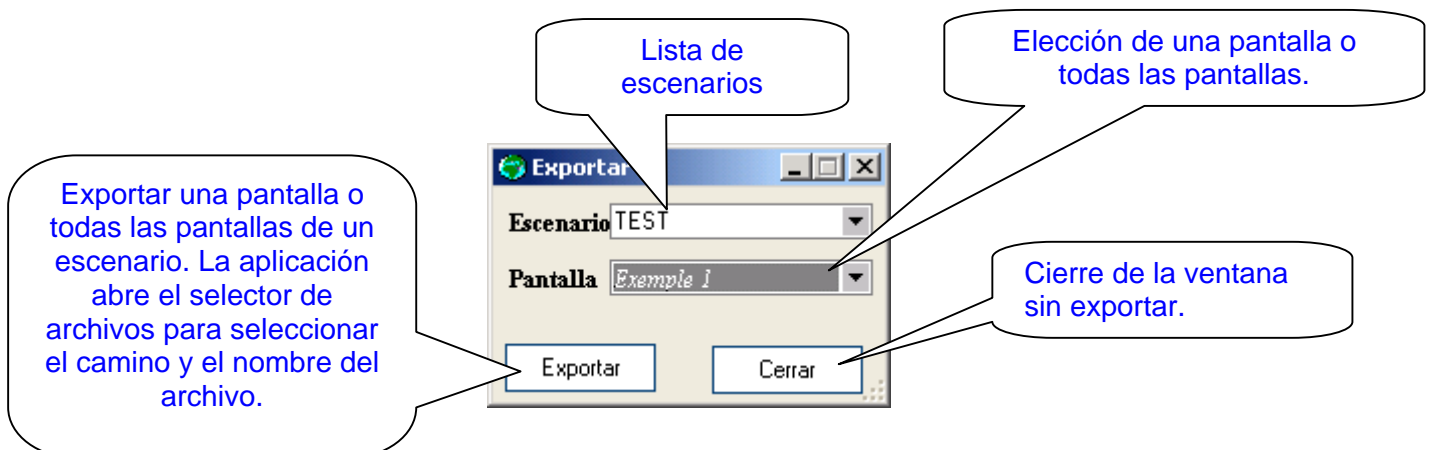 Lista de
escenarios
Elección de una pantalla o
todas las pantallas.
Exportar una pantalla o
todas las pantallas de un
escenario. La aplicación
abre el selector de
archivos para seleccionar
el camino y el nombre del
archivo.
Exportar
Escenario TEST
Pantalla Exemple 1
Exportar Cerrar
Cierre de la ventana
sin exportar.